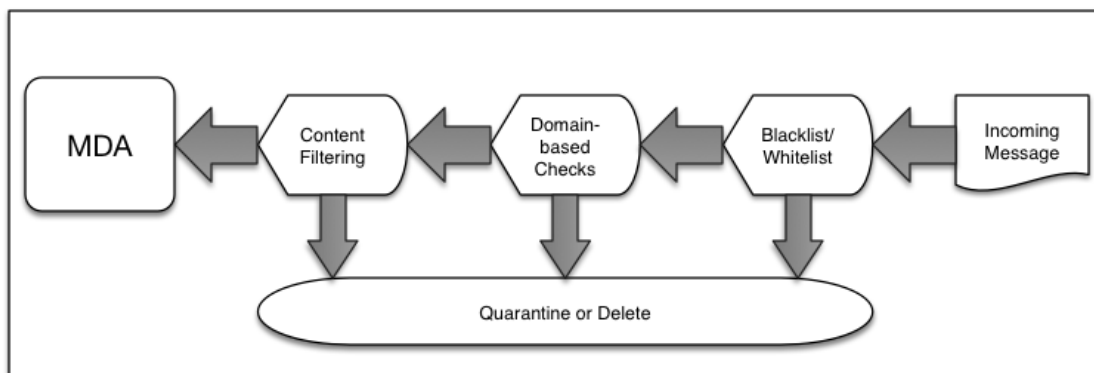 MDA
Content
Filtering
Domain-
based
Checks
Blacklist/
Whitelist
Incoming
Message
Quarantine or Delete